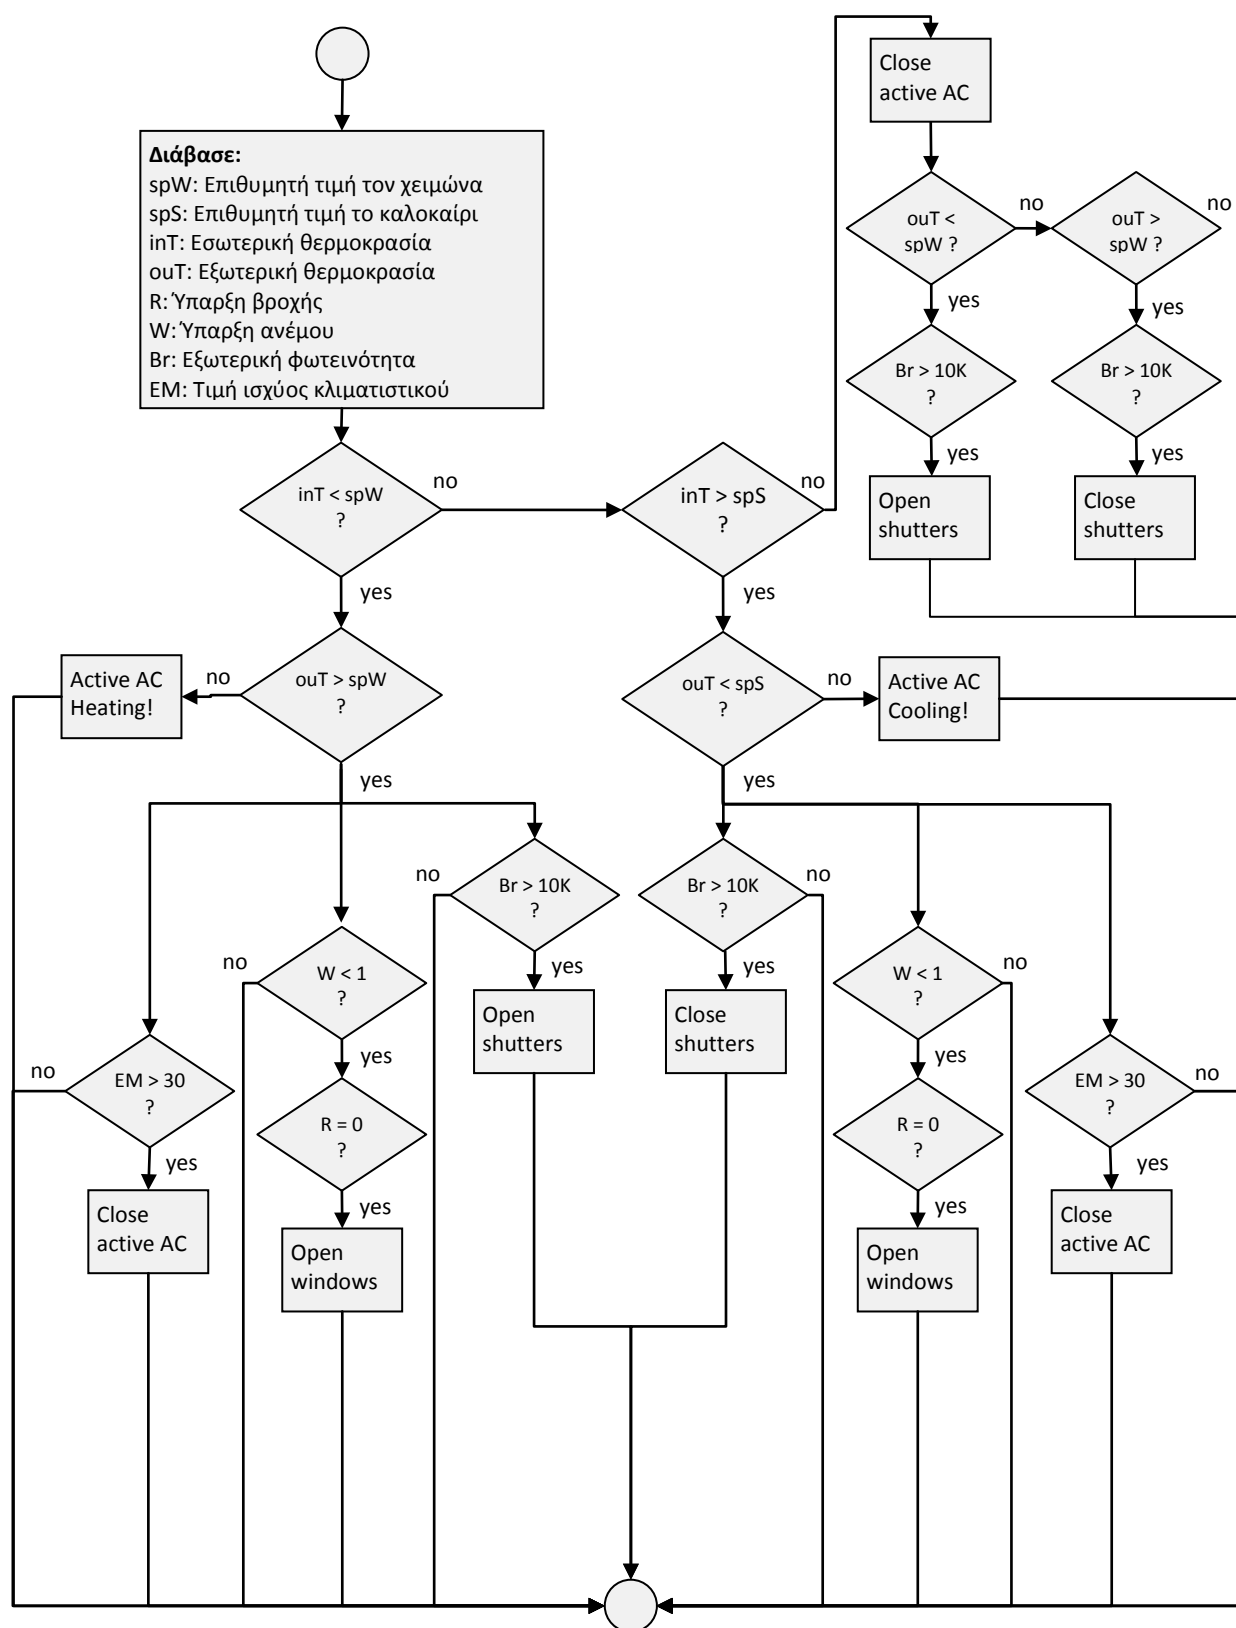 Close
active AC
Διάβασε:
spW: Επιθυμητή τιμή τον χειμώνα
spS: Επιθυμητή τιμή το καλοκαίρι
inT: Εσωτερική θερμοκρασία
ouT: Εξωτερική θερμοκρασία
R: Ύπαρξη βροχής
W: Ύπαρξη ανέμου
Br: Εξωτερική φωτεινότητα
EM: Τιμή ισχύος κλιματιστικού
ouT <
spW ?
no
ouT >
spW ?
no
yes
yes
Br > 10K
?
Br > 10K
?
yes
yes
Open
shutters
Close
shutters
inT < spW
?
no
inT > spS
?
no
yes
yes
Active AC
Heating!
no
ouT > spW
?
ouT < spS
?
no
Active AC
Cooling!
yes
yes
no
Br > 10K
?
Br > 10K
?
no
no
W < 1
?
yes
yes
W < 1
?
no
Open
shutters
Close
shutters
no
EM > 30
?
yes
yes
EM > 30
?
no
R = 0
?
R = 0
?
yes
yes
yes
yes
Close
active AC
Open
windows
Open
windows
Close
active AC